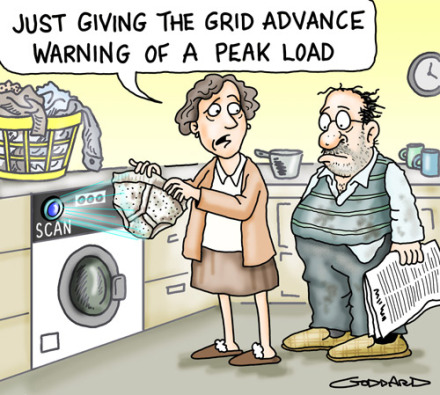 JUST GIVING THE GRID ADVANCE
WARNING OF A PEAK LOAD
SCAN
GODDARD